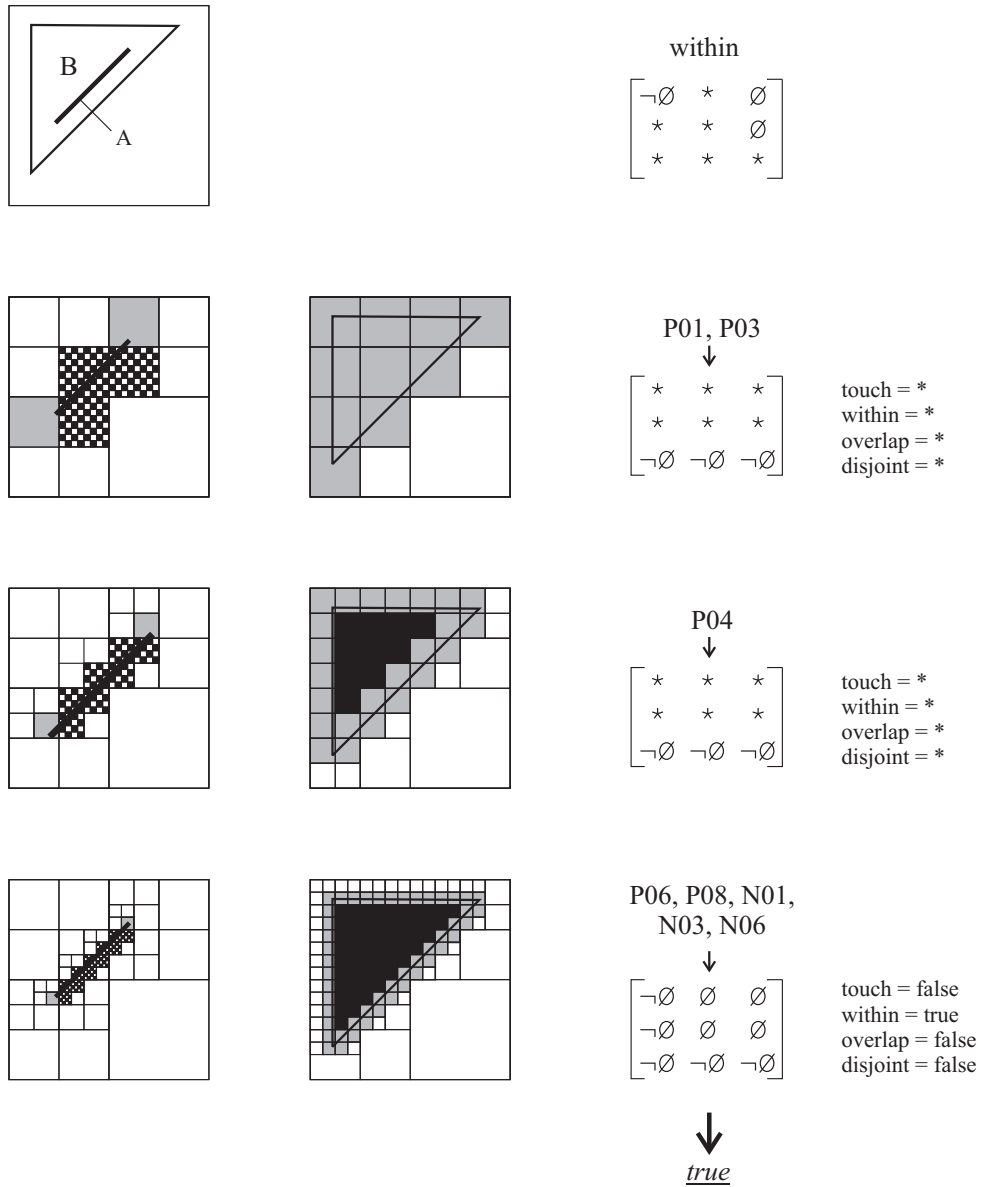 B
A
within
¬∅ * ∅
* * ∅
* * *
P01, P03
* * *
* * *
¬∅ ¬∅ ¬∅
touch = *
within = *
overlap = *
disjoint = *
P04
* * *
* * *
¬∅ ¬∅ ¬∅
touch = *
within = *
overlap = *
disjoint = *
P06, P08, N01,
N03, N06
¬∅ ∅ ∅
¬∅ ∅ ∅
¬∅ ¬∅ ¬∅
touch = false
within = true
overlap = false
disjoint = false
true